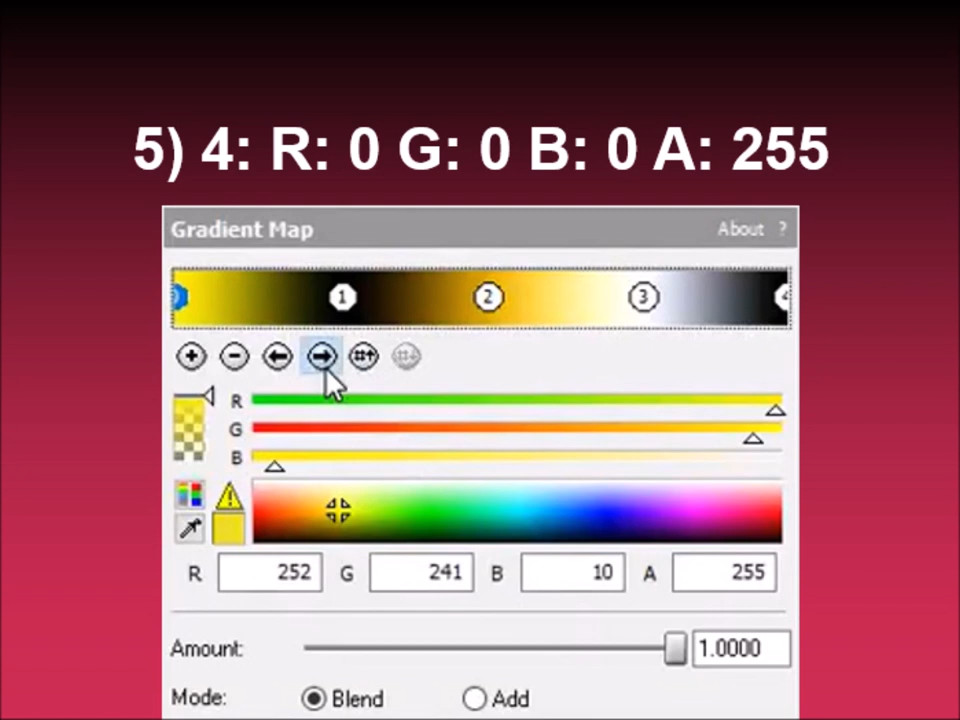 5) 4: R: 0 G: 0 B: 0 A: 255
Gradient Map About ?
1 2 3 4
R
G
B
R 252 G 241 B 10 A 255
Amount: 1.0000
Mode: Blend Add